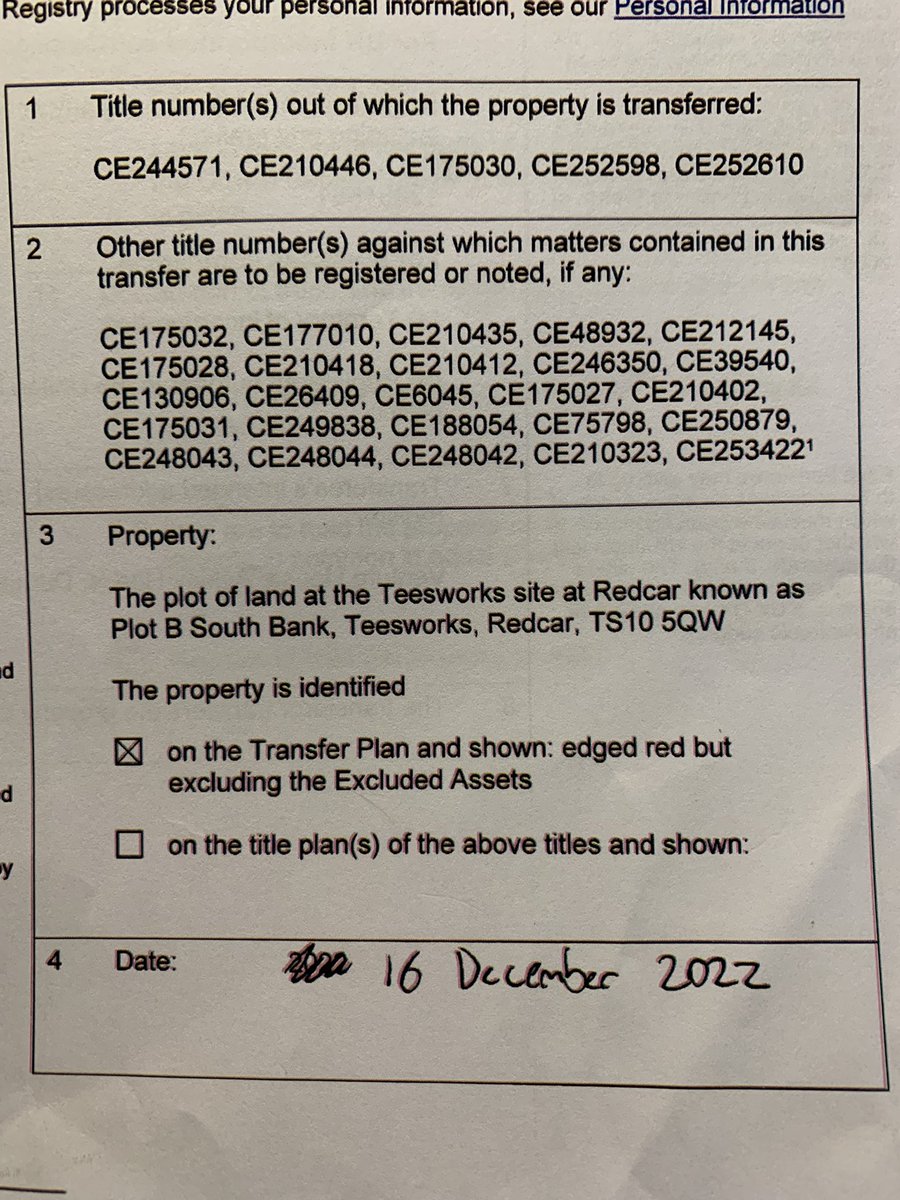 Registry processes your personal information, see our Personal Information
1 Title number(s) out of which the property is transferred:
CE244571, CE210446, CE175030, CE252598, CE252610
2 Other title number(s) against which matters contained in this
transfer are to be registered or noted, if any:
CE175032, CE177010, CE210435, CE48932, CE212145,
CE175028, CE210418, CE210412, CE246350, CE39540,
CE130906, CE26409, CE6045, CE175027, CE210402,
CE175031, CE249838, CE188054, CE75798, CE250879,
CE248043, CE248044, CE248042, CE210323, CE253422¹
3 Property:
The plot of land at the Teesworks site at Redcar known as
Plot B South Bank, Teesworks, Redcar, TS10 5QW
The property is identified
☒ on the Transfer Plan and shown: edged red but
excluding the Excluded Assets
☐ on the title plan(s) of the above titles and shown:
4 Date: 16 December 2022